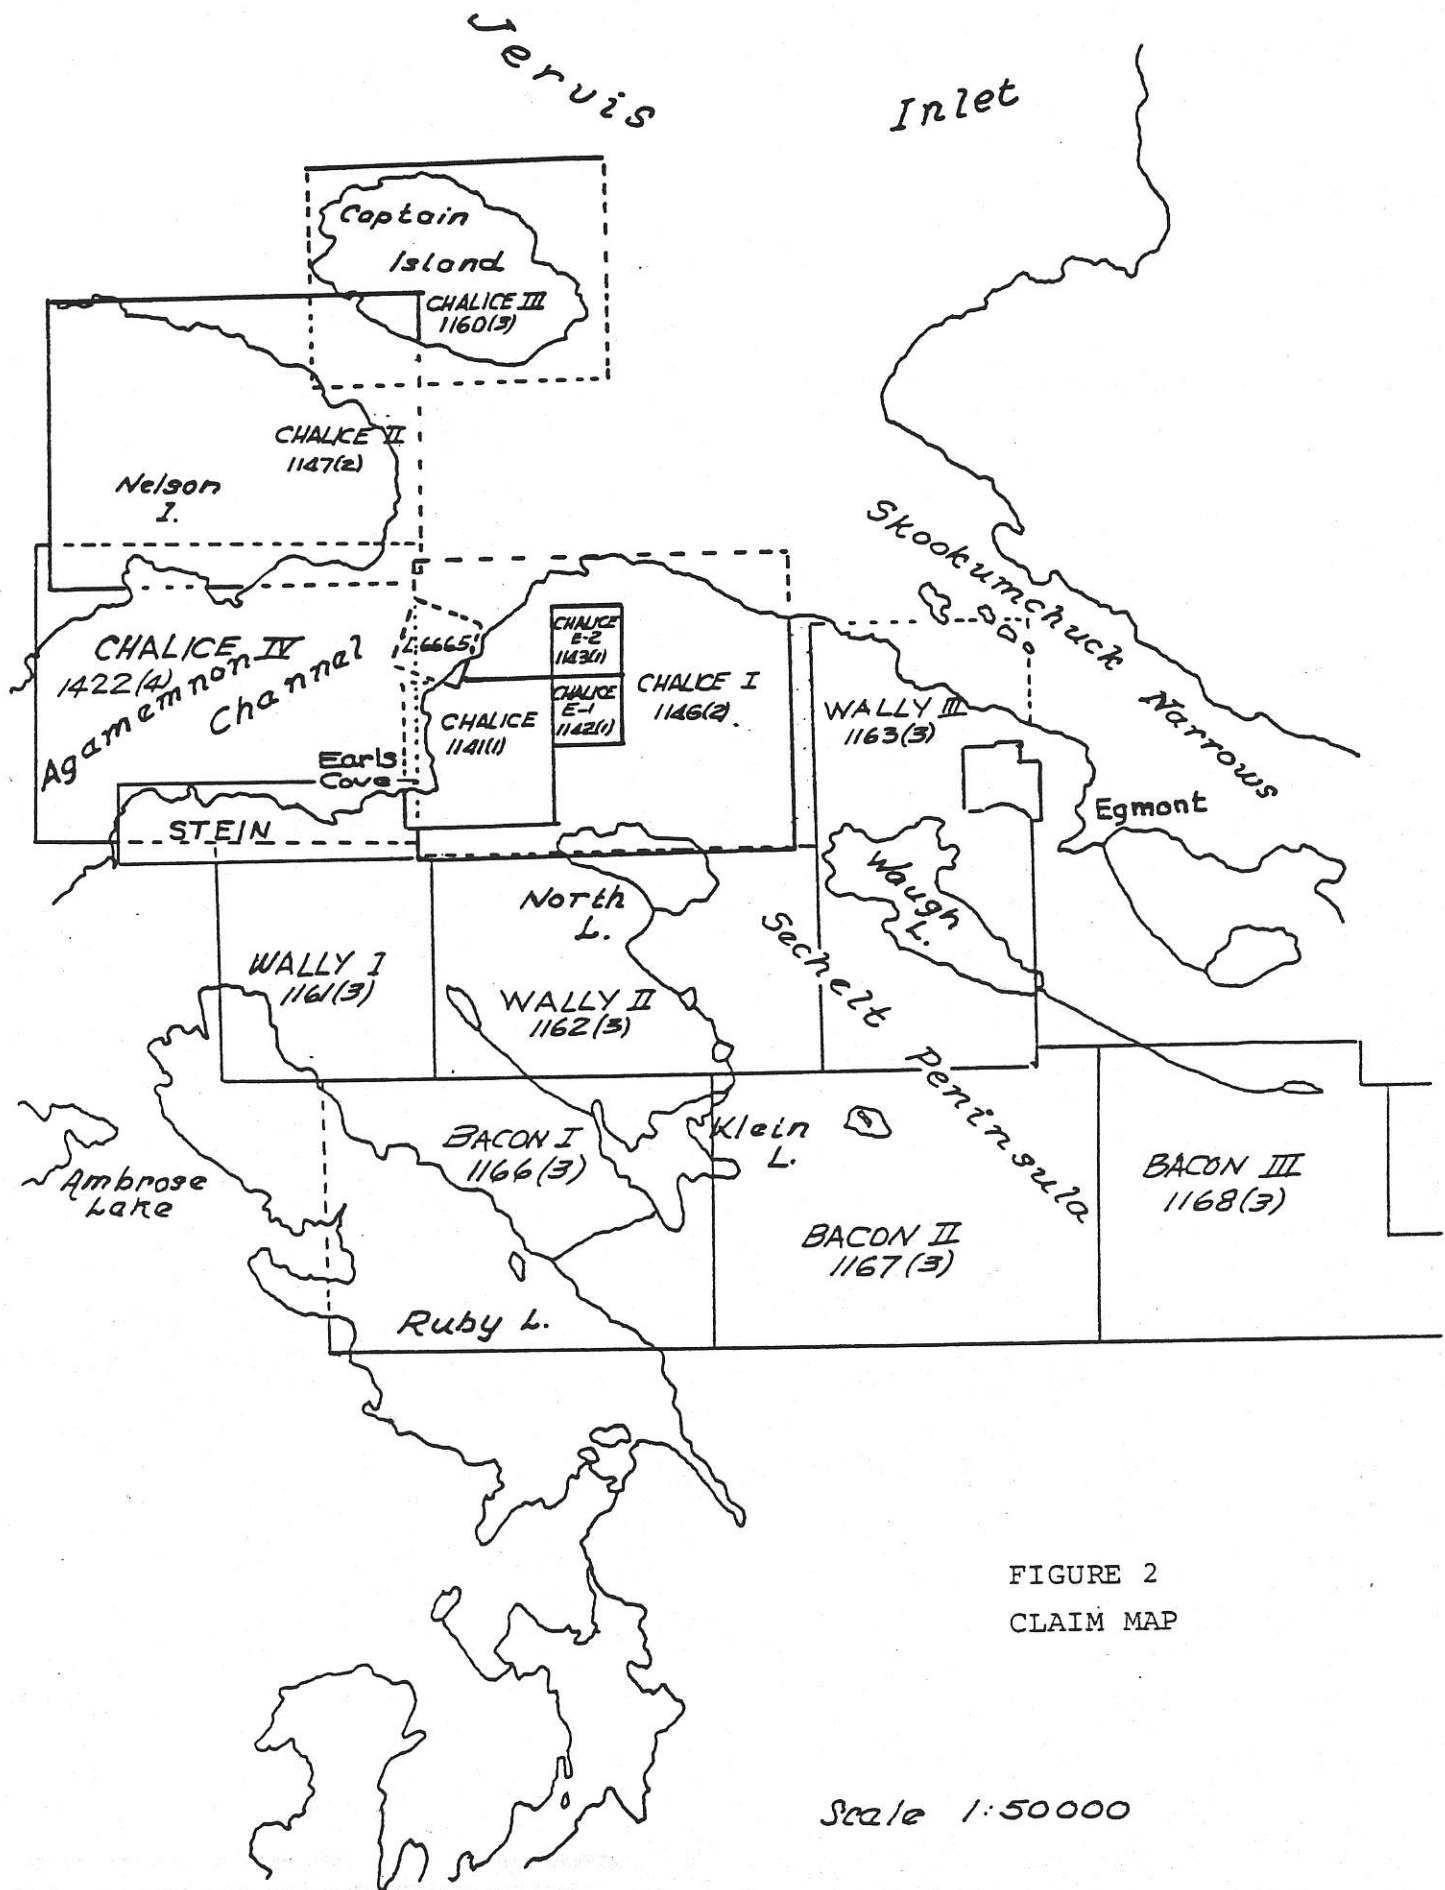 Jervis
Inlet
Captain
Island
CHALICE III
1160(3)
CHALICE II
1147(2)
Nelson
I.
Skookumchuck Narrows
CHALICE IV
1422(4)
Agamemnon
Channel
L6665
CHALICE
E-2
1143(1)
CHALICE
E-1
1142(1)
CHALICE I
1146(2)
CHALICE
1141(1)
WALLY III
1163(3)
Earls
Cove
STEIN
Egmont
Waugh
L.
North
L.
Sechelt
Peninsula
WALLY I
1161(3)
WALLY II
1162(3)
Klein
L.
BACON I
1166(3)
Ambrose
Lake
BACON III
1168(3)
BACON II
1167(3)
Ruby L.
FIGURE 2
CLAIM MAP
Scale 1:50000